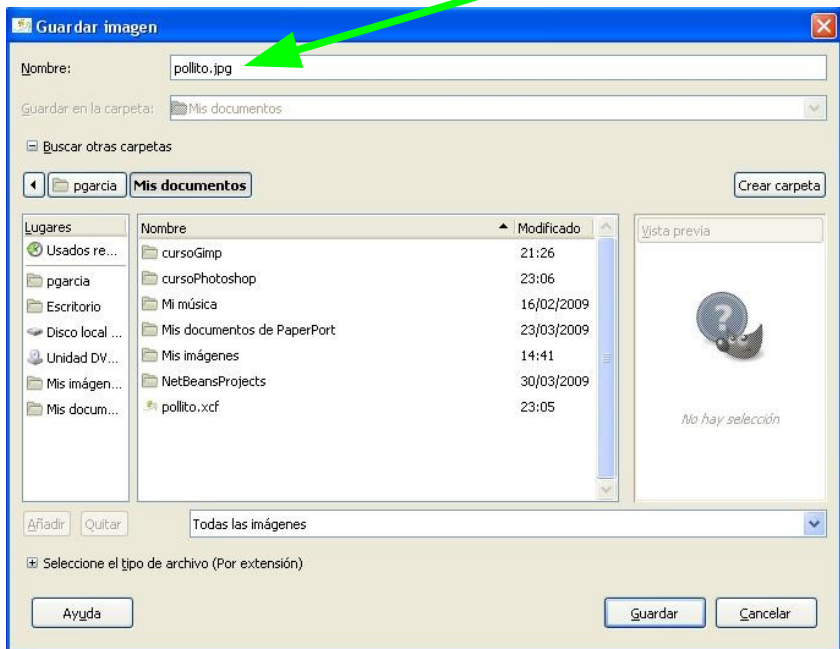 Guardar imagen
Nombre: pollito.jpg
Guardar en la carpeta: Mis documentos
Buscar otras carpetas
pgarcia Mis documentos Crear carpeta
Lugares Nombre Modificado Vista previa
Usados re... cursoGimp 21:26
pgarcia cursoPhotoshop 23:06
Escritorio Mi música 16/02/2009
Disco local ... Mis documentos de PaperPort 23/03/2009
Unidad DV... Mis imágenes 14:41
Mis imágen... NetBeansProjects 30/03/2009
Mis docum... pollito.xcf 23:05
No hay selección
Añadir Quitar Todas las imágenes
Seleccione el tipo de archivo (Por extensión)
Ayuda Guardar Cancelar